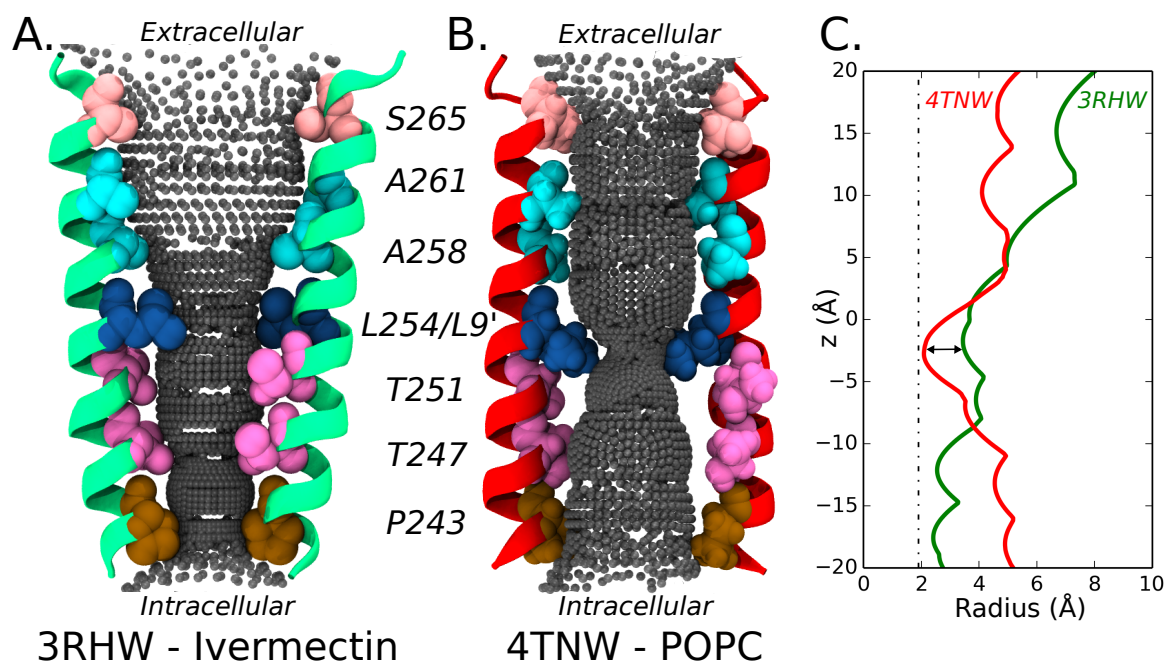 A.
Extracellular
B.
Extracellular
C.
S265
A261
A258
L254/L9'
T251
T247
P243
Intracellular
Intracellular
3RHW - Ivermectin
4TNW - POPC
4TNW
3RHW
20
15
10
5
0
−5
−10
−15
−20
z (Å)
0 2 4 6 8 10
Radius (Å)